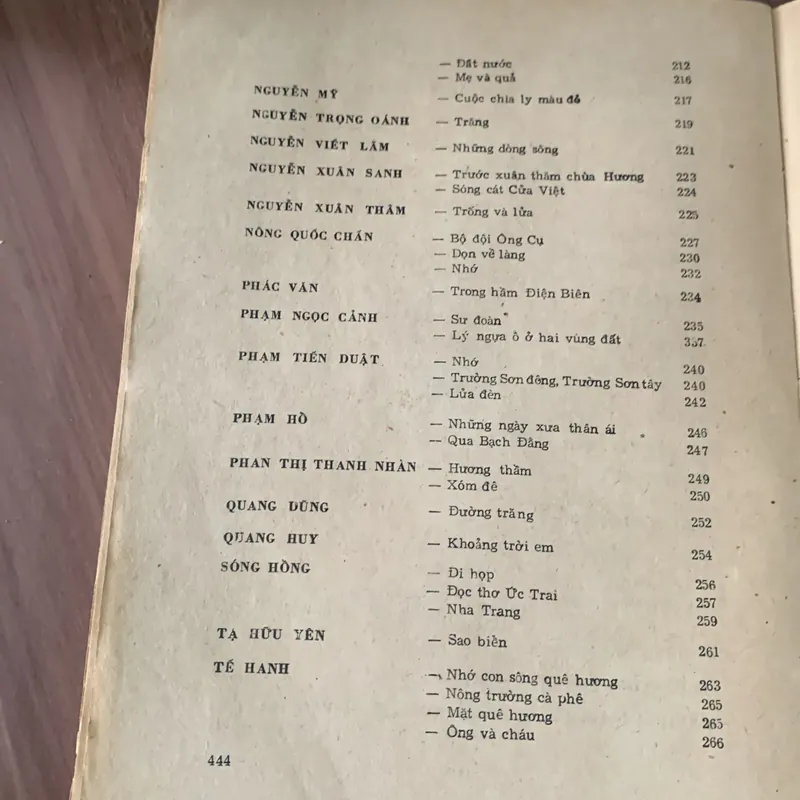 — Đất nước 212
— Mẹ và quả 216
NGUYỄN MỸ — Cuộc chia ly màu đỏ 217
NGUYỄN TRỌNG OÁNH — Trăng 219
NGUYỄN VIẾT LÃM — Những dòng sông 221
NGUYỄN XUÂN SANH — Trước xuân thăm chùa Hương 223
— Sóng cát Cửa Việt 224
NGUYỄN XUÂN THÂM — Trống và lửa 225
NÔNG QUỐC CHẤN — Bộ đội Ông Cụ 227
— Dọn về làng 230
— Nhớ 232
PHÁC VĂN — Trong hầm Điện Biên 234
PHẠM NGỌC CẢNH — Sư đoàn 235
— Lý ngựa ô ở hai vùng đất
PHẠM TIẾN DUẬT — Nhớ 240
— Trường Sơn đông, Trường Sơn tây 240
— Lửa đèn 242
PHẠM HỔ — Những ngày xưa thân ái 246
— Qua Bạch Đằng 247
PHAN THỊ THANH NHÀN — Hương thầm 249
— Xóm đê 250
QUANG DŨNG — Đường trăng 252
QUANG HUY — Khoảng trời em 254
SÓNG HỒNG — Đi họp 256
— Đọc thơ Ức Trai 257
— Nha Trang 259
TẠ HỮU YÊN — Sao biển 261
TẾ HANH — Nhớ con sông quê hương 263
— Nông trường cà phê 265
— Mặt quê hương 265
— Ông và cháu 266
444